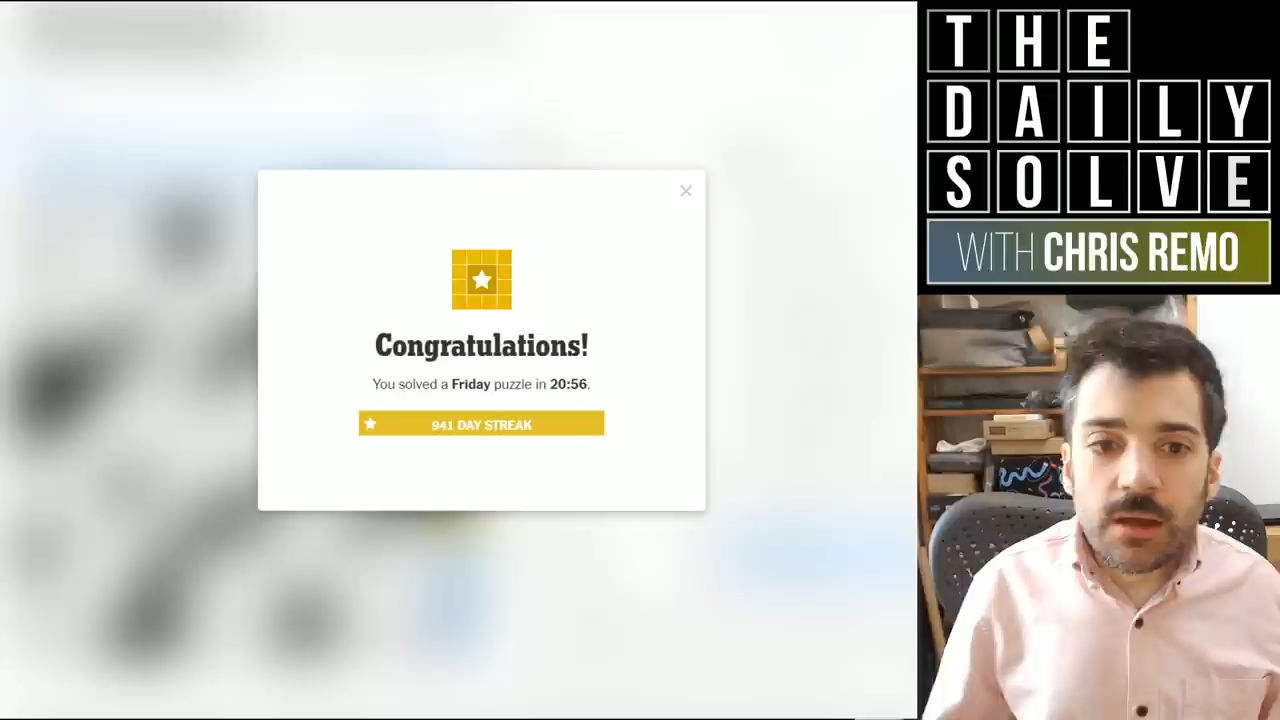 THE
DAILY
SOLVE
WITH CHRIS REMO
Congratulations!
You solved a Friday puzzle in 20:56.
941 DAY STREAK